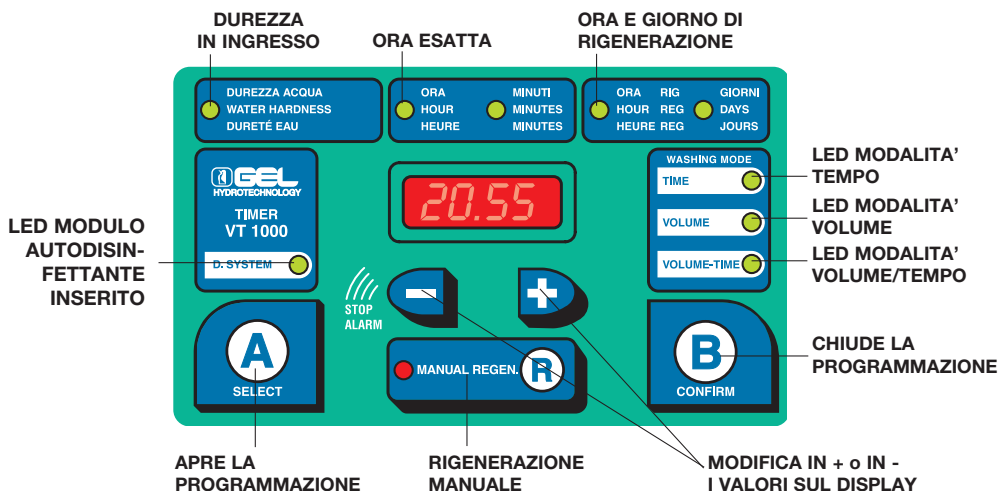 DUREZZA
IN INGRESSO
ORA ESATTA
ORA E GIORNO DI
RIGENERAZIONE
DUREZZA ACQUA
WATER HARDNESS
DURETÉ EAU
ORA
HOUR
HEURE
MINUTI
MINUTES
MINUTES
ORA RIG
HOUR REG
HEURE REG
GIORNI
DAYS
JOURS
GEL
HYDROTECHNOLOGY
TIMER
VT 1000
D. SYSTEM
20.55
WASHING MODE
TIME
VOLUME
VOLUME-TIME
LED MODALITA'
TEMPO
LED MODALITA'
VOLUME
LED MODALITA'
VOLUME/TEMPO
LED MODULO
AUTODISIN-
FETTANTE
INSERITO
STOP
ALARM
A
SELECT
MANUAL REGEN.
R
B
CONFIRM
CHIUDE LA
PROGRAMMAZIONE
APRE LA
PROGRAMMAZIONE
RIGENERAZIONE
MANUALE
MODIFICA IN + o IN -
I VALORI SUL DISPLAY